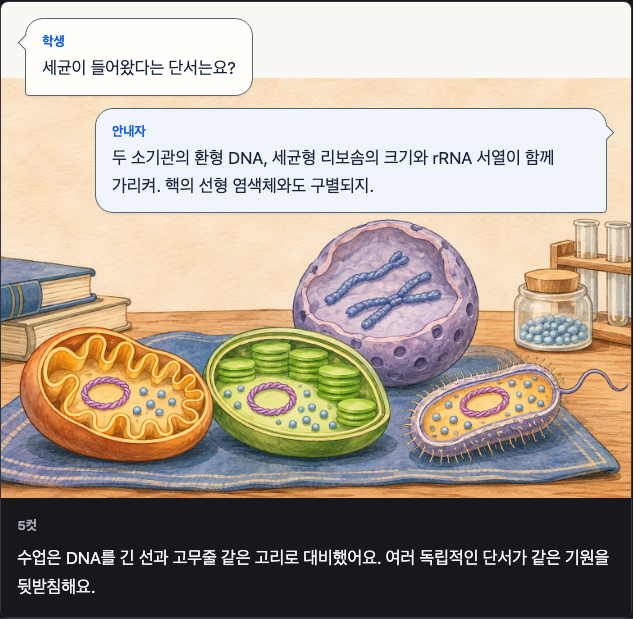 학생
세균이 들어왔다는 단서는요?
안내자
두 소기관의 환형 DNA, 세균형 리보솜의 크기와 rRNA 서열이 함께
가리켜. 핵의 선형 염색체와도 구별되지.
5컷
수업은 DNA를 긴 선과 고무줄 같은 고리로 대비했어요. 여러 독립적인 단서가 같은 기원을
뒷받침해요.